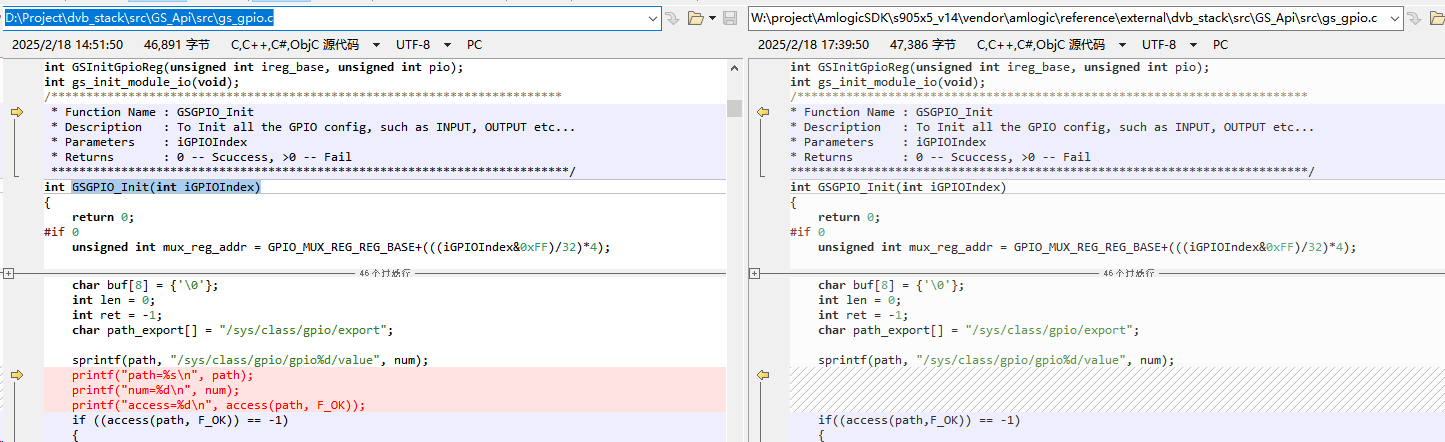 D:\Project\dvb_stack\src\GS_Api\src\gs_gpio.c
2025/2/18 14:51:50 46,891 字节 C,C++,C#,ObjC 源代码 UTF-8 PC
int GSInitGpioReg(unsigned int ireg_base, unsigned int pio);
int gs_init_module_io(void);
/*******************************************************************
* Function Name : GSGPIO_Init
* Description : To Init all the GPIO config, such as INPUT, OUTPUT etc...
* Parameters : iGPIOIndex
* Returns : 0 -- Scuccess, >0 -- Fail
*******************************************************************/
int GSGPIO_Init(int iGPIOIndex)
{
return 0;
#if 0
unsigned int mux_reg_addr = GPIO_MUX_REG_REG_BASE+(((iGPIOIndex&0xFF)/32)*4);
46个过滤行
char buf[8] = {'\0'};
int len = 0;
int ret = -1;
char path_export[] = "/sys/class/gpio/export";
sprintf(path, "/sys/class/gpio/gpio%d/value", num);
printf("path=%s\n", path);
printf("num=%d\n", num);
printf("access=%d\n", access(path, F_OK));
if ((access(path, F_OK)) == -1)
{
W:\project\AmlogicSDK\s905x5_v14\vendor\amlogic\reference\external\dvb_stack\src\GS_Api\src\gs_gpio.c
2025/2/18 17:39:50 47,386 字节 C,C++,C#,ObjC 源代码 UTF-8 PC
int GSInitGpioReg(unsigned int ireg_base, unsigned int pio);
int gs_init_module_io(void);
/*******************************************************************
* Function Name : GSGPIO_Init
* Description : To Init all the GPIO config, such as INPUT, OUTPUT etc...
* Parameters : iGPIOIndex
* Returns : 0 -- Scuccess, >0 -- Fail
*******************************************************************/
int GSGPIO_Init(int iGPIOIndex)
{
return 0;
#if 0
unsigned int mux_reg_addr = GPIO_MUX_REG_REG_BASE+(((iGPIOIndex&0xFF)/32)*4);
46个过滤行
char buf[8] = {'\0'};
int len = 0;
int ret = -1;
char path_export[] = "/sys/class/gpio/export";
sprintf(path, "/sys/class/gpio/gpio%d/value", num);
if((access(path,F_OK)) == -1)
{